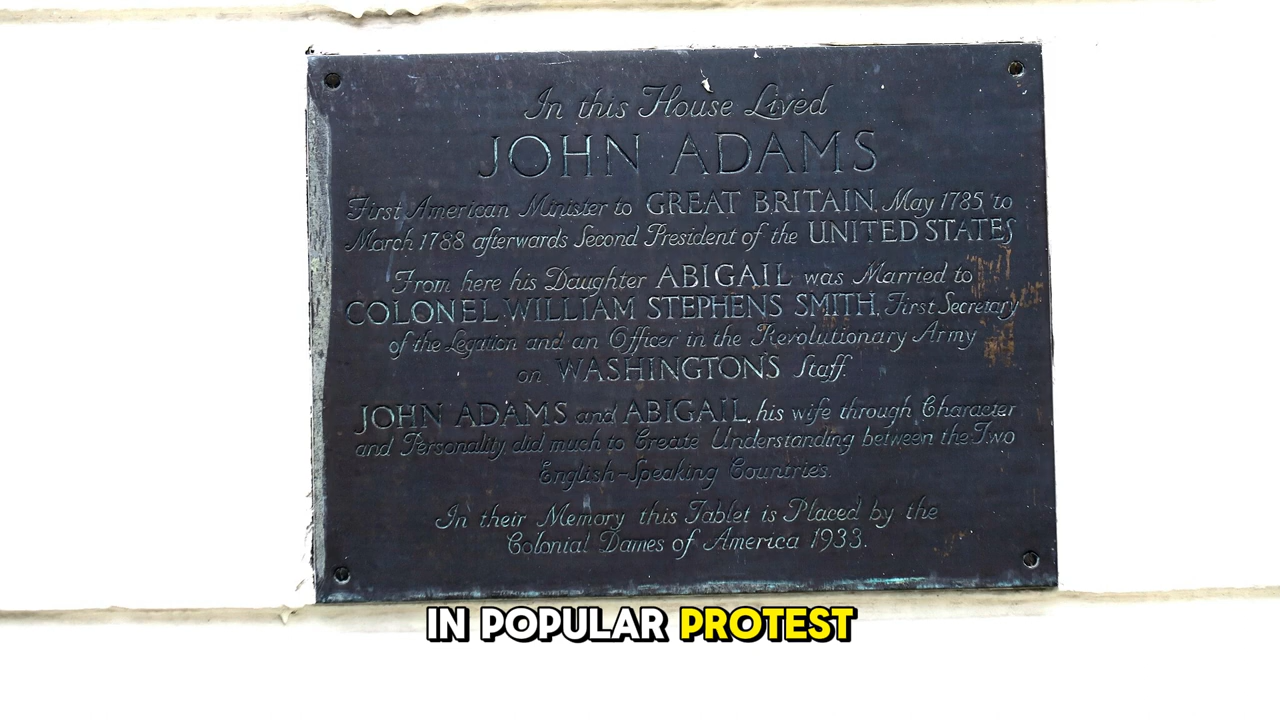 In this House Lived
JOHN ADAMS
First American Minister to GREAT BRITAIN, May 1785, to
March 1788 afterwards Second President of the UNITED STATES
From here his Daughter ABIGAIL was Married to
COLONEL WILLIAM STEPHENS SMITH, First Secretary
of the Legation and an Officer in the Revolutionary Army
on WASHINGTON'S Staff.
JOHN ADAMS and ABIGAIL, his wife through Character
and Personality did much to Create Understanding between the Two
English-Speaking Countries.
In their Memory this Tablet is Placed by the
Colonial Dames of America 1933.
IN POPULAR PROTEST